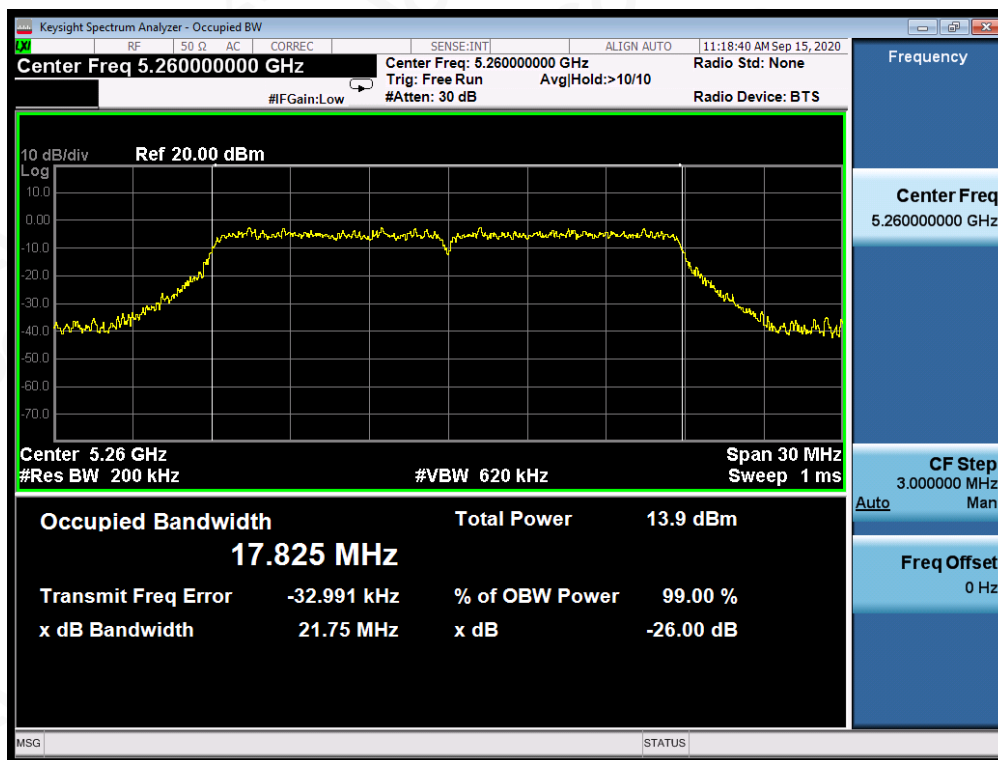 Keysight Spectrum Analyzer - Occupied BW
LXI RF 50 Ω AC CORREC SENSE:INT ALIGN AUTO 11:18:40 AM Sep 15, 2020
Center Freq 5.260000000 GHz
Center Freq: 5.260000000 GHz Radio Std: None
Trig: Free Run Avg|Hold:>10/10
#IFGain:Low #Atten: 30 dB Radio Device: BTS
10 dB/div Ref 20.00 dBm
Log
10.0
0.00
-10.0
-20.0
-30.0
-40.0
-50.0
-60.0
-70.0
Center 5.26 GHz Span 30 MHz
#Res BW 200 kHz #VBW 620 kHz Sweep 1 ms
Occupied Bandwidth Total Power 13.9 dBm
17.825 MHz
Transmit Freq Error -32.991 kHz % of OBW Power 99.00 %
x dB Bandwidth 21.75 MHz x dB -26.00 dB
MSG STATUS
Frequency
Center Freq
5.260000000 GHz
CF Step
3.000000 MHz
Auto Man
Freq Offset
0 Hz